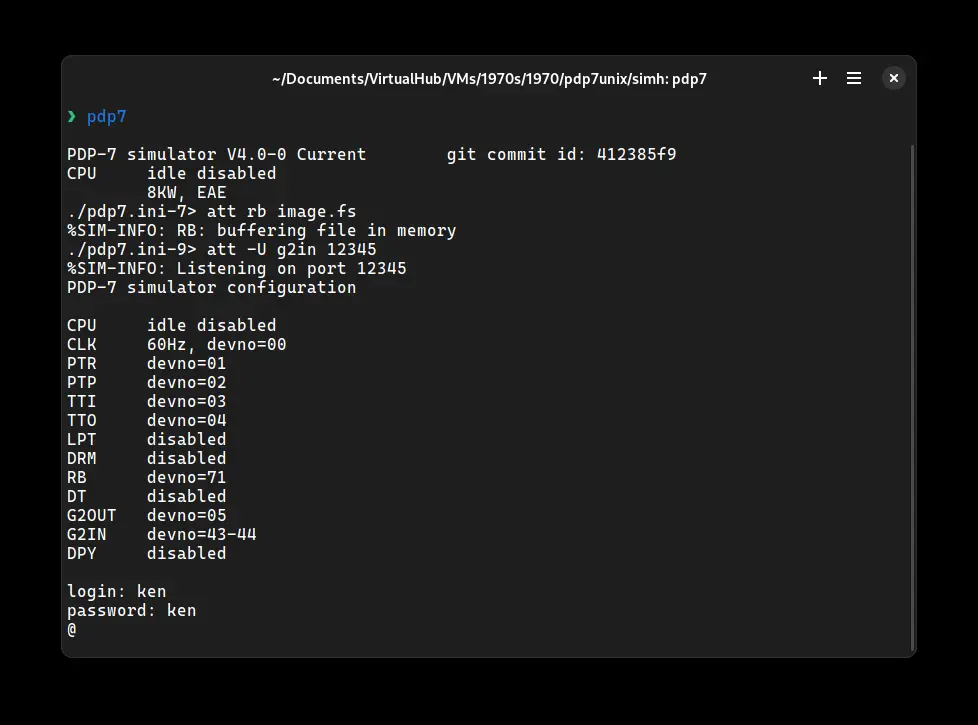 ~/Documents/VirtualHub/VMs/1970s/1970/pdp7unix/simh: pdp7
❯ pdp7
PDP-7 simulator V4.0-0 Current        git commit id: 412385f9
CPU     idle disabled
        8KW, EAE
./pdp7.ini-7> att rb image.fs
%SIM-INFO: RB: buffering file in memory
./pdp7.ini-9> att -U g2in 12345
%SIM-INFO: Listening on port 12345
PDP-7 simulator configuration
CPU     idle disabled
CLK     60Hz, devno=00
PTR     devno=01
PTP     devno=02
TTI     devno=03
TTO     devno=04
LPT     disabled
DRM     disabled
RB      devno=71
DT      disabled
G2OUT   devno=05
G2IN    devno=43-44
DPY     disabled
login: ken
password: ken
@